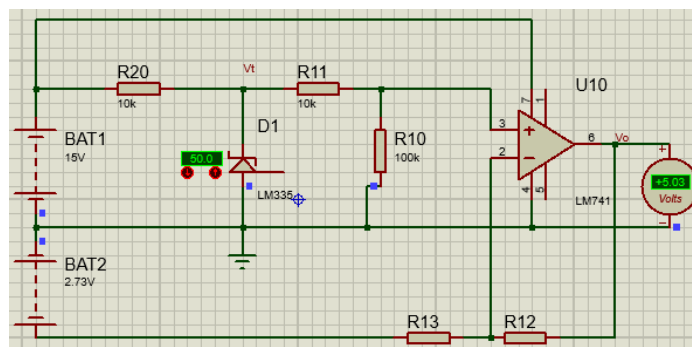 R20
10k
Vt
R11
10k
U10
7
1
BAT1
15V
50.0
D1
LM335
R10
100k
3
2
6
Vo
4
5
LM741
+5.03
Volts
BAT2
2.73V
R13
R12